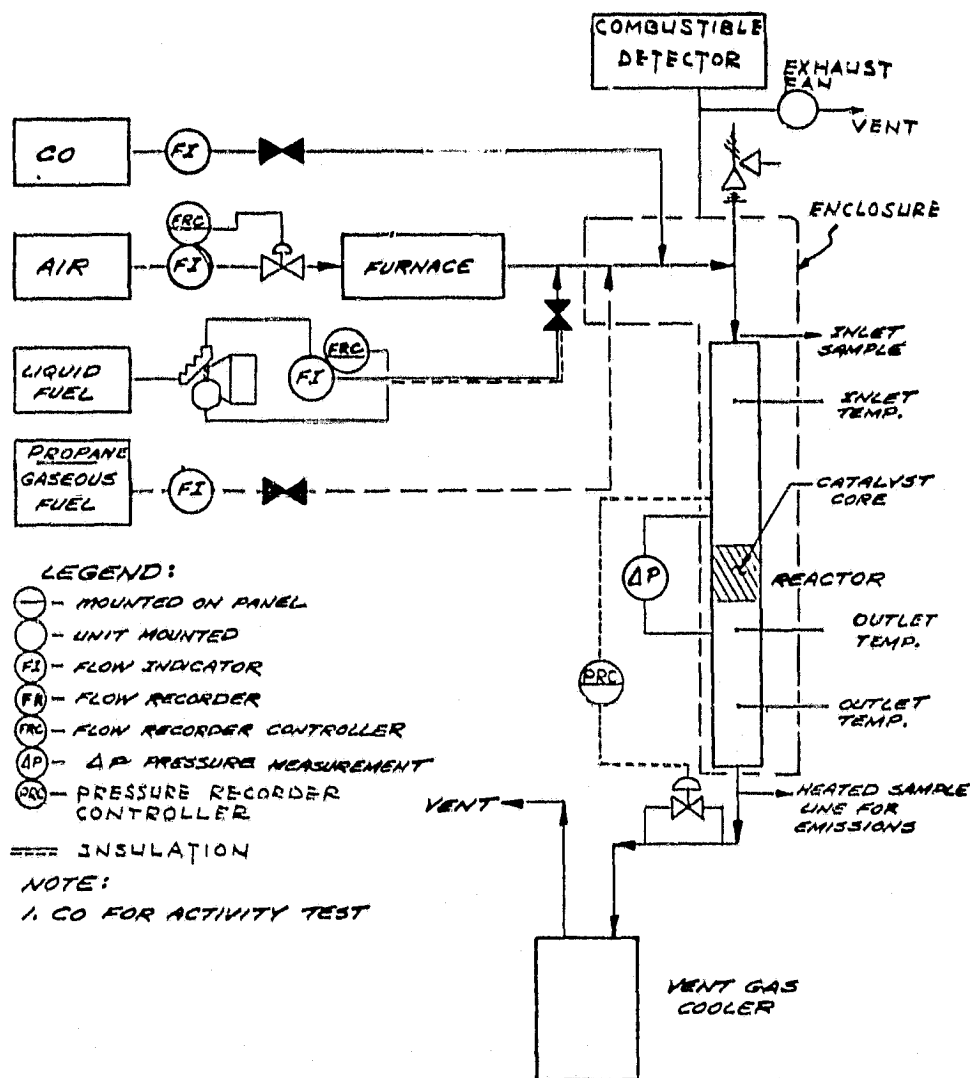 COMBUSTIBLE
DETECTOR
EXHAUST
FAN
VENT
CO
FI
ENCLOSURE
FRC
AIR
FI
FURNACE
INLET
SAMPLE
LIQUID
FUEL
FRC
FI
INLET
TEMP.
PROPANE
GASEOUS
FUEL
FI
CATALYST
CORE
ΔP
REACTOR
OUTLET
TEMP.
PRC
OUTLET
TEMP.
LEGEND:
- MOUNTED ON PANEL
- UNIT MOUNTED
FI - FLOW INDICATOR
FR - FLOW RECORDER
FRC - FLOW RECORDER CONTROLLER
ΔP - ΔP PRESSURE MEASUREMENT
PRC - PRESSURE RECORDER
CONTROLLER
INSULATION
NOTE:
1. CO FOR ACTIVITY TEST
VENT
HEATED SAMPLE
LINE FOR
EMISSIONS
VENT GAS
COOLER